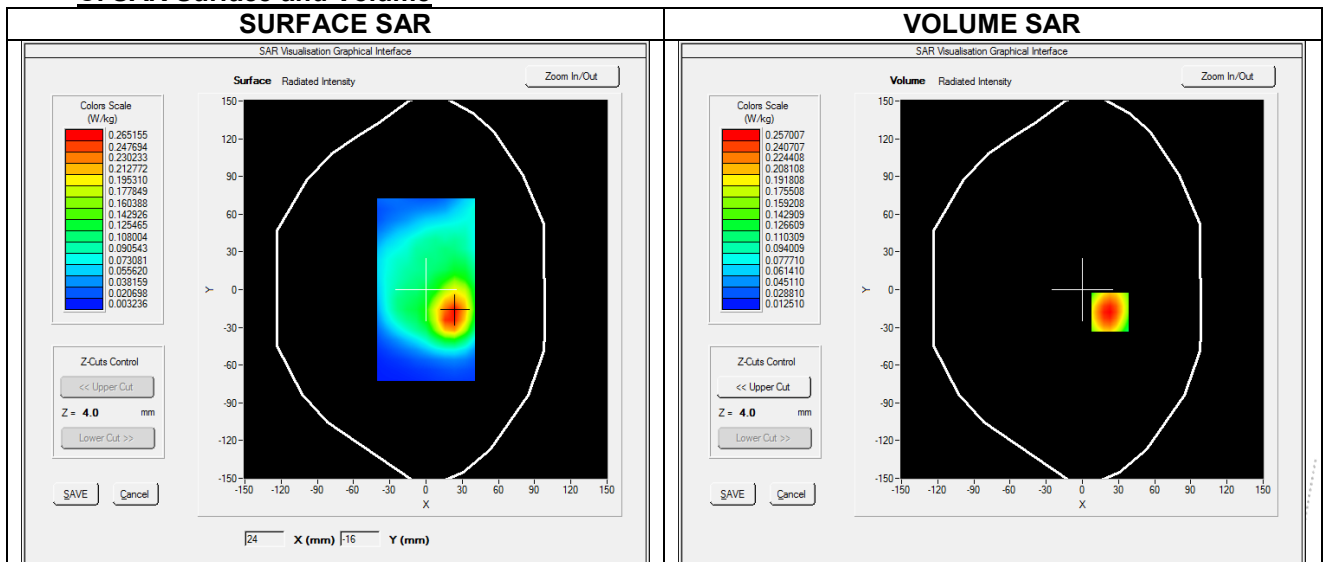 SURFACE SAR
VOLUME SAR
SAR Visualisation Graphical Interface
Surface Radiated Intensity
Zoom In/Out
Colors Scale
(W/kg)
0.265155
0.247694
0.230233
0.212772
0.195310
0.177849
0.160388
0.142926
0.125465
0.108004
0.090543
0.073081
0.055620
0.038159
0.020698
0.003236
Z-Cuts Control
<< Upper Cut
Z = 4.0 mm
Lower Cut >>
SAVE Cancel
150
120
90
60
30
0
-30
-60
-90
-120
-150
Y
-150 -120 -90 -60 -30 0 30 60 90 120 150
X
24 X (mm) -16 Y (mm)
SAR Visualisation Graphical Interface
Volume Radiated Intensity
Zoom In/Out
Colors Scale
(W/kg)
0.257007
0.240707
0.224408
0.208108
0.191808
0.175508
0.159208
0.142909
0.126609
0.110309
0.094009
0.077710
0.061410
0.045110
0.028810
0.012510
Z-Cuts Control
<< Upper Cut
Z = 4.0 mm
Lower Cut >>
SAVE Cancel
150
120
90
60
30
0
-30
-60
-90
-120
-150
Y
-150 -120 -90 -60 -30 0 30 60 90 120 150
X